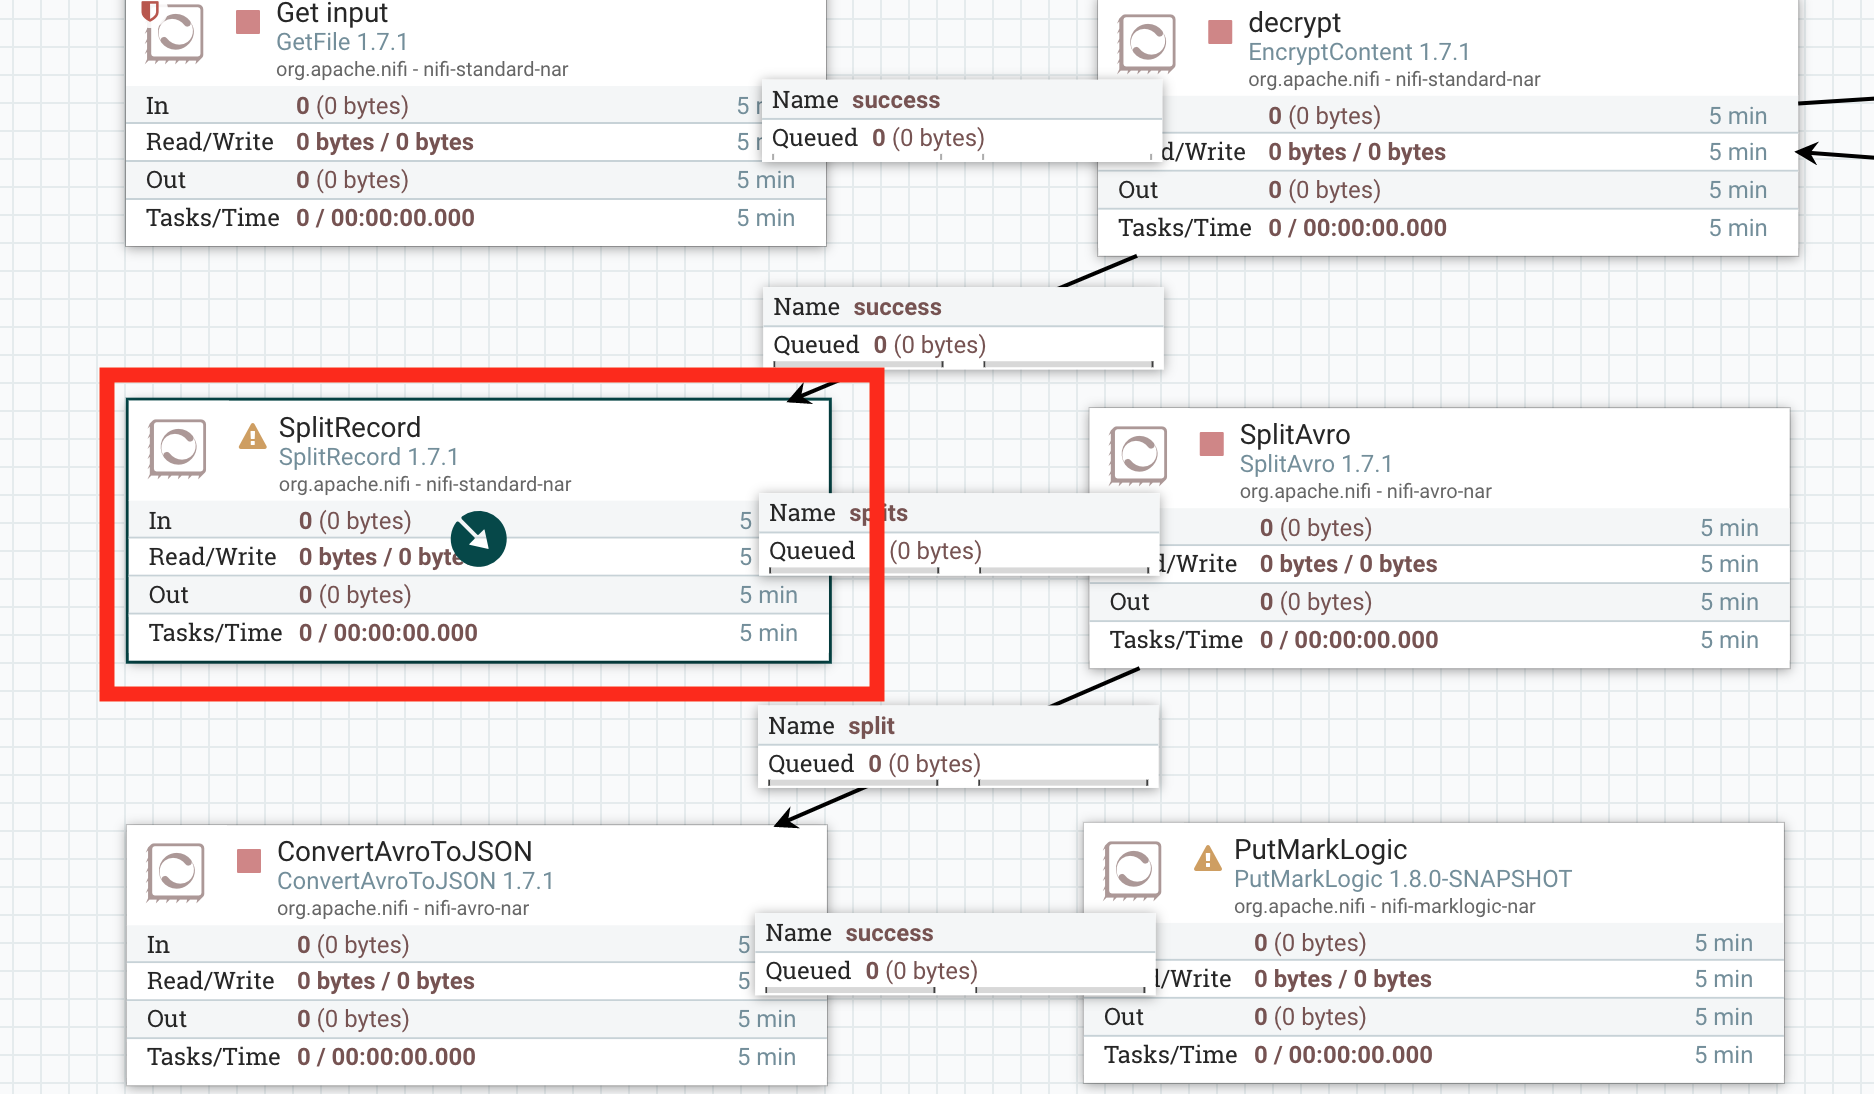 Get input
GetFile 1.7.1
org.apache.nifi - nifi-standard-nar
In 0 (0 bytes) 5
Read/Write 0 bytes / 0 bytes 5
Out 0 (0 bytes) 5 min
Tasks/Time 0 / 00:00:00.000 5 min
Name success
Queued 0 (0 bytes)
decrypt
EncryptContent 1.7.1
org.apache.nifi - nifi-standard-nar
0 (0 bytes) 5 min
d/Write 0 bytes / 0 bytes 5 min
Out 0 (0 bytes) 5 min
Tasks/Time 0 / 00:00:00.000 5 min
Name success
Queued 0 (0 bytes)
SplitRecord
SplitRecord 1.7.1
org.apache.nifi - nifi-standard-nar
In 0 (0 bytes) 5
Read/Write 0 bytes / 0 byte 5
Out 0 (0 bytes) 5 min
Tasks/Time 0 / 00:00:00.000 5 min
Name splits
Queued (0 bytes)
SplitAvro
SplitAvro 1.7.1
org.apache.nifi - nifi-avro-nar
0 (0 bytes) 5 min
d/Write 0 bytes / 0 bytes 5 min
Out 0 (0 bytes) 5 min
Tasks/Time 0 / 00:00:00.000 5 min
Name split
Queued 0 (0 bytes)
ConvertAvroToJSON
ConvertAvroToJSON 1.7.1
org.apache.nifi - nifi-avro-nar
In 0 (0 bytes) 5
Read/Write 0 bytes / 0 bytes 5
Out 0 (0 bytes) 5 min
Tasks/Time 0 / 00:00:00.000 5 min
Name success
Queued 0 (0 bytes)
PutMarkLogic
PutMarkLogic 1.8.0-SNAPSHOT
org.apache.nifi - nifi-marklogic-nar
0 (0 bytes) 5 min
d/Write 0 bytes / 0 bytes 5 min
Out 0 (0 bytes) 5 min
Tasks/Time 0 / 00:00:00.000 5 min